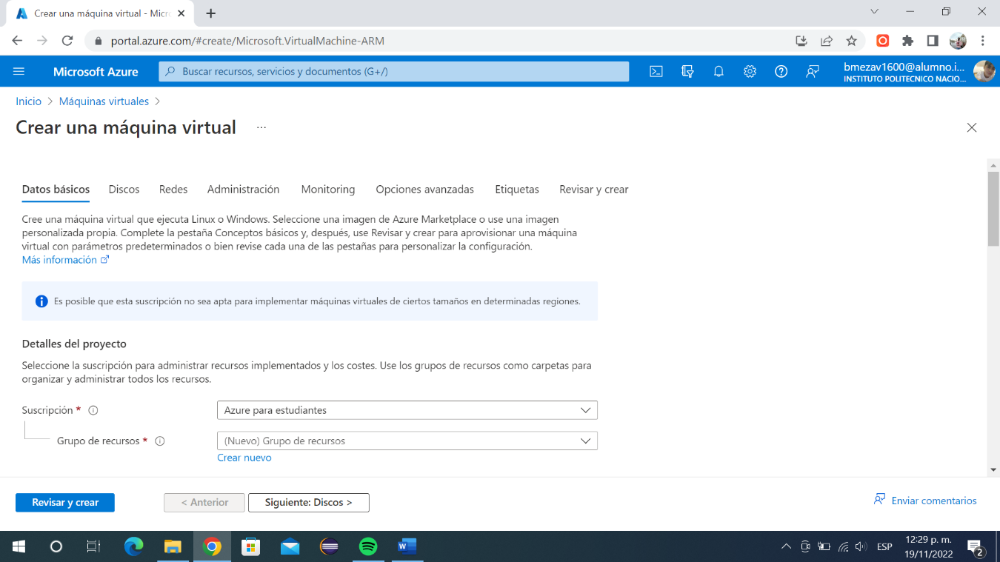 Crear una máquina virtual - Micr
portal.azure.com/#create/Microsoft.VirtualMachine-ARM
Microsoft Azure
Buscar recursos, servicios y documentos (G+/)
bmezav1600@alumno.i...
INSTITUTO POLITECNICO NACIO...
Inicio > Máquinas virtuales >
Crear una máquina virtual ...
Datos básicos Discos Redes Administración Monitoring Opciones avanzadas Etiquetas Revisar y crear
Cree una máquina virtual que ejecuta Linux o Windows. Seleccione una imagen de Azure Marketplace o use una imagen
personalizada propia. Complete la pestaña Conceptos básicos y, después, use Revisar y crear para aprovisionar una máquina
virtual con parámetros predeterminados o bien revise cada una de las pestañas para personalizar la configuración.
Más información
Es posible que esta suscripción no sea apta para implementar máquinas virtuales de ciertos tamaños en determinadas regiones.
Detalles del proyecto
Seleccione la suscripción para administrar recursos implementados y los costes. Use los grupos de recursos como carpetas para
organizar y administrar todos los recursos.
Suscripción * Azure para estudiantes
Grupo de recursos * (Nuevo) Grupo de recursos
Crear nuevo
Revisar y crear < Anterior Siguiente: Discos > Enviar comentarios
ESP 12:29 p. m.
19/11/2022 2